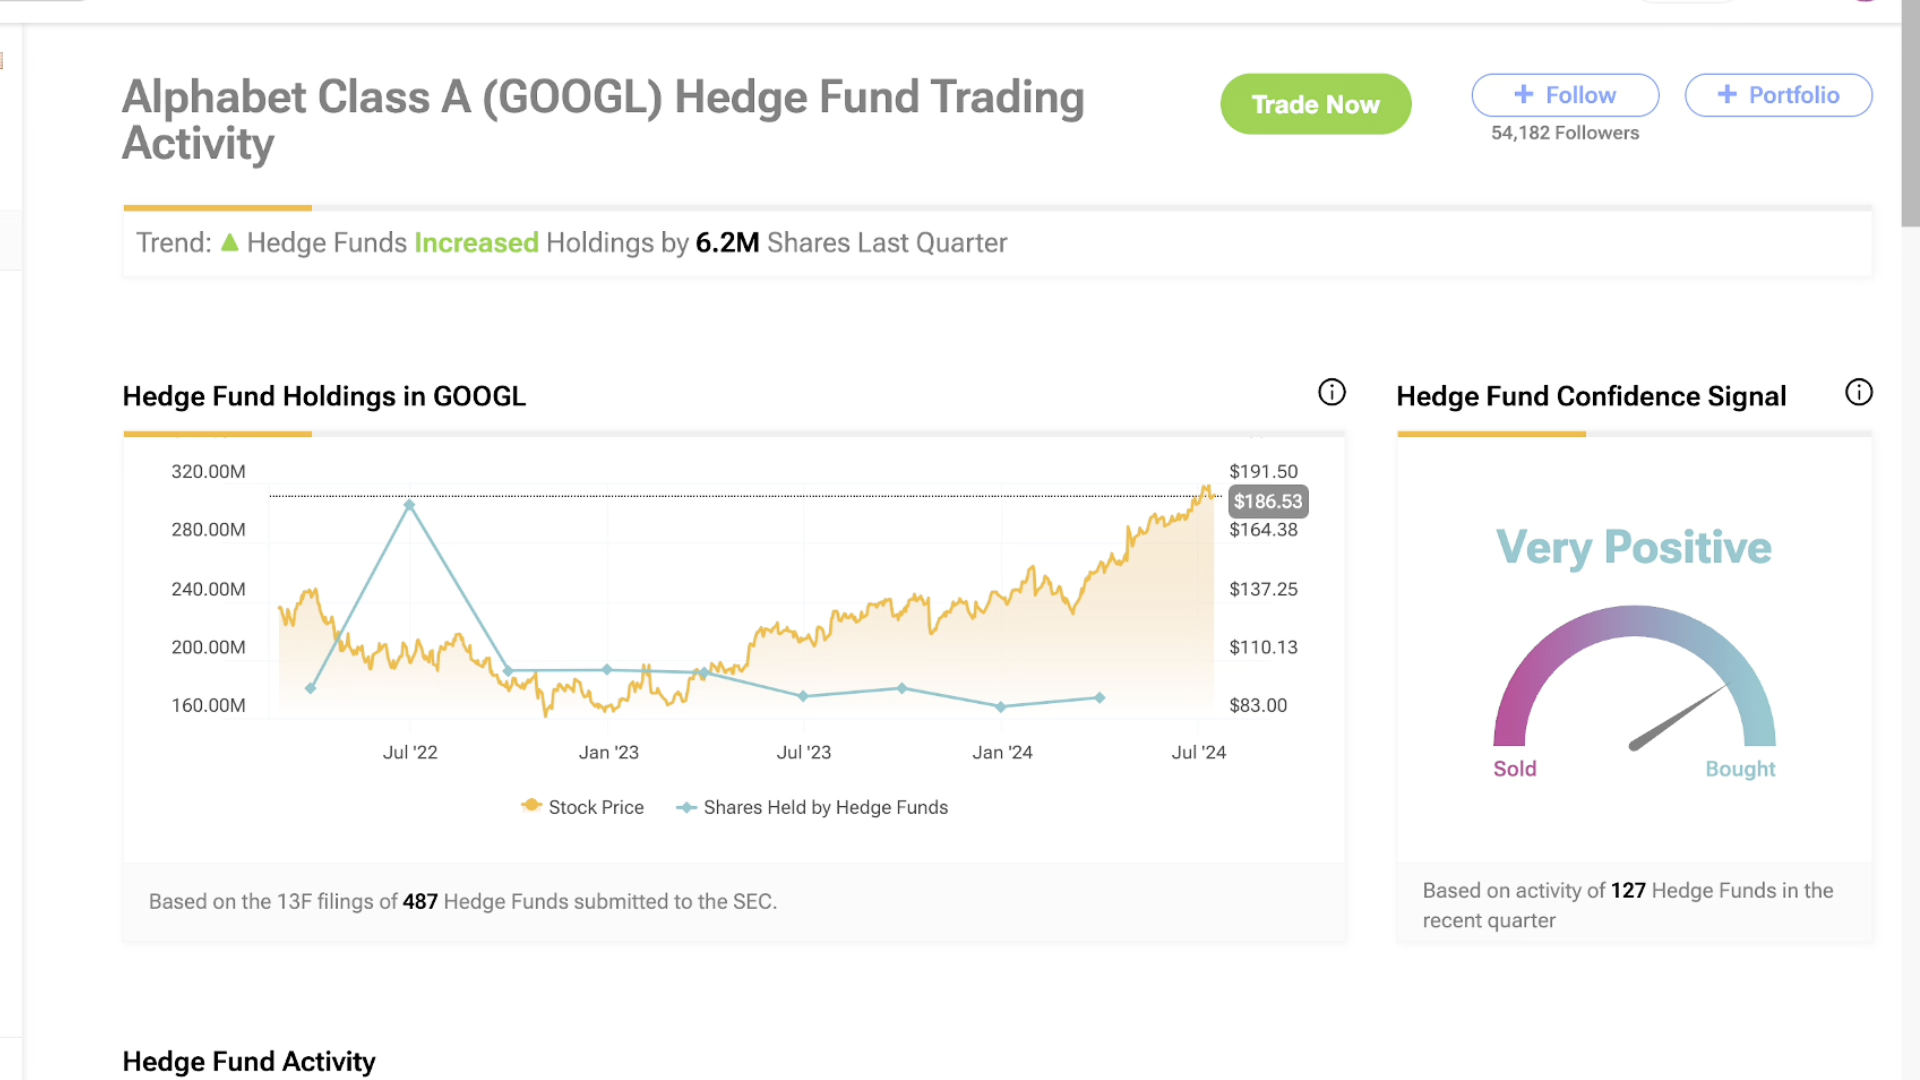 Alphabet Class A (GOOGL) Hedge Fund Trading
Activity
Trade Now
+ Follow
54,182 Followers
+ Portfolio
Trend: ▲ Hedge Funds Increased Holdings by 6.2M Shares Last Quarter
Hedge Fund Holdings in GOOGL
320.00M
280.00M
240.00M
200.00M
160.00M
$191.50
$186.53
$164.38
$137.25
$110.13
$83.00
Jul '22
Jan '23
Jul '23
Jan '24
Jul '24
Stock Price
Shares Held by Hedge Funds
Based on the 13F filings of 487 Hedge Funds submitted to the SEC.
Hedge Fund Confidence Signal
Very Positive
Sold
Bought
Based on activity of 127 Hedge Funds in the
recent quarter
Hedge Fund Activity